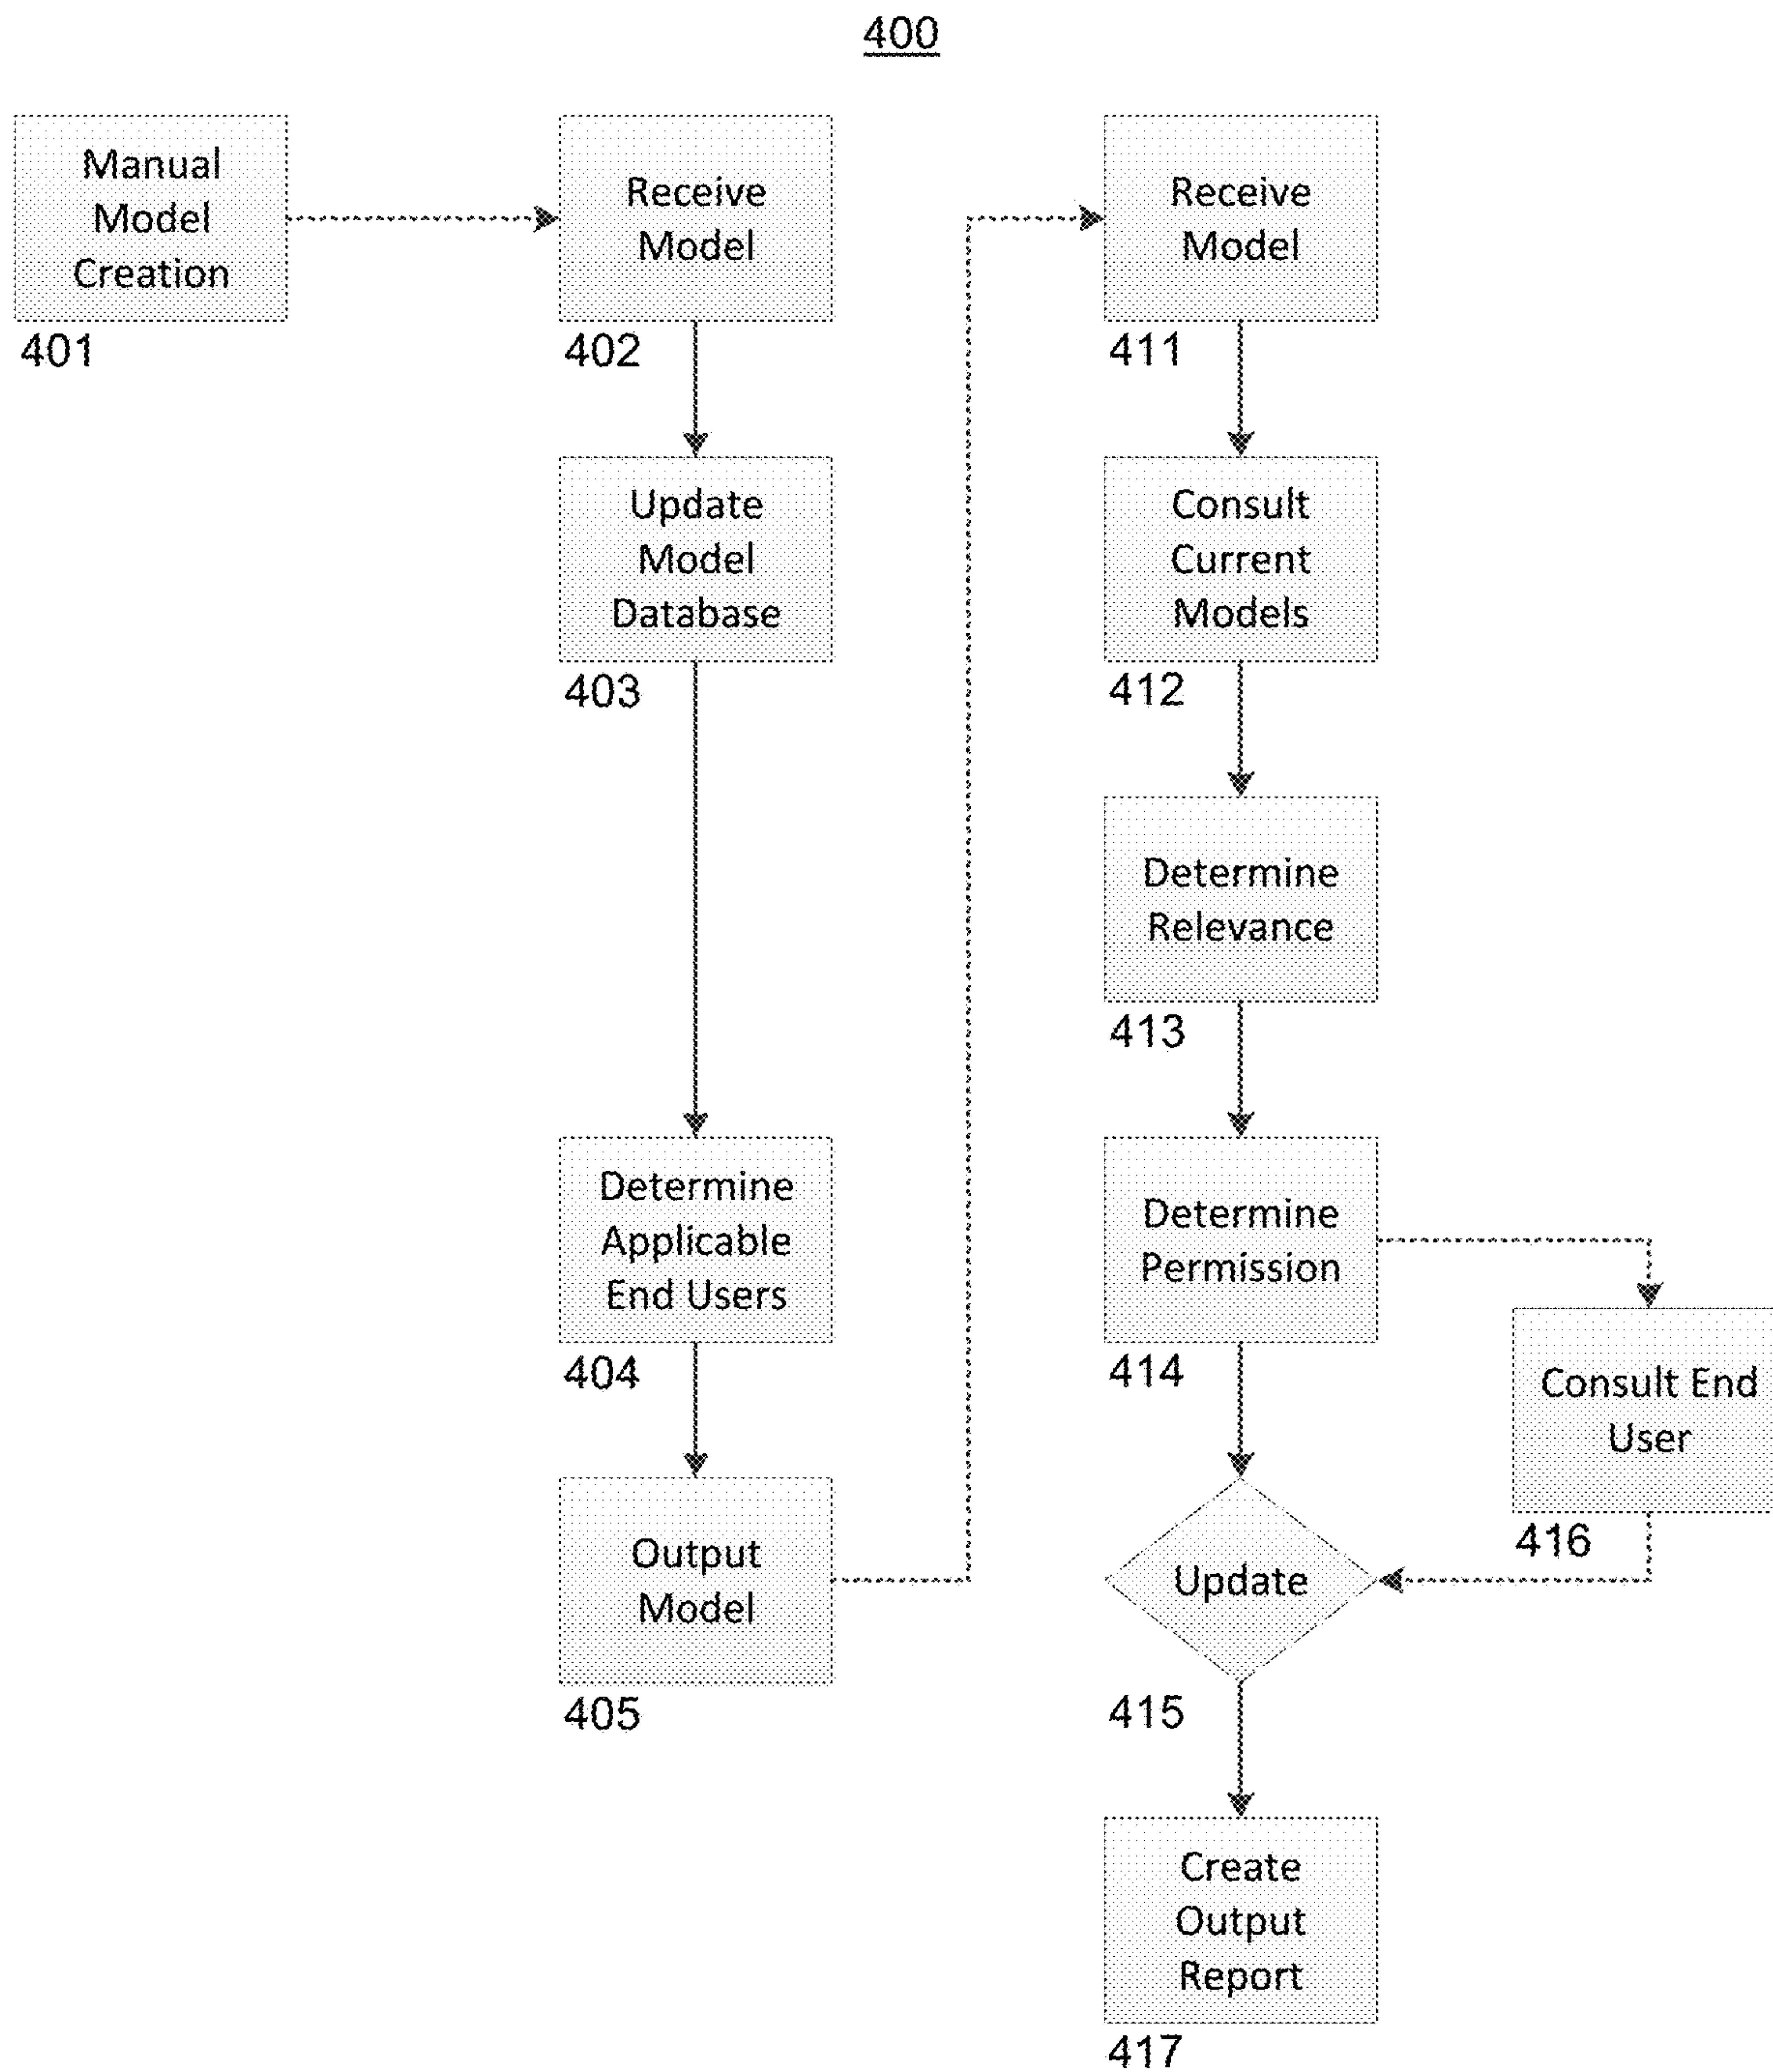 400
Manual
Model
Creation
401
Receive
Model
402
Update
Model
Database
403
Determine
Applicable
End Users
404
Output
Model
405
Receive
Model
411
Consult
Current
Models
412
Determine
Relevance
413
Determine
Permission
414
Consult End
User
416
Update
415
Create
Output
Report
417